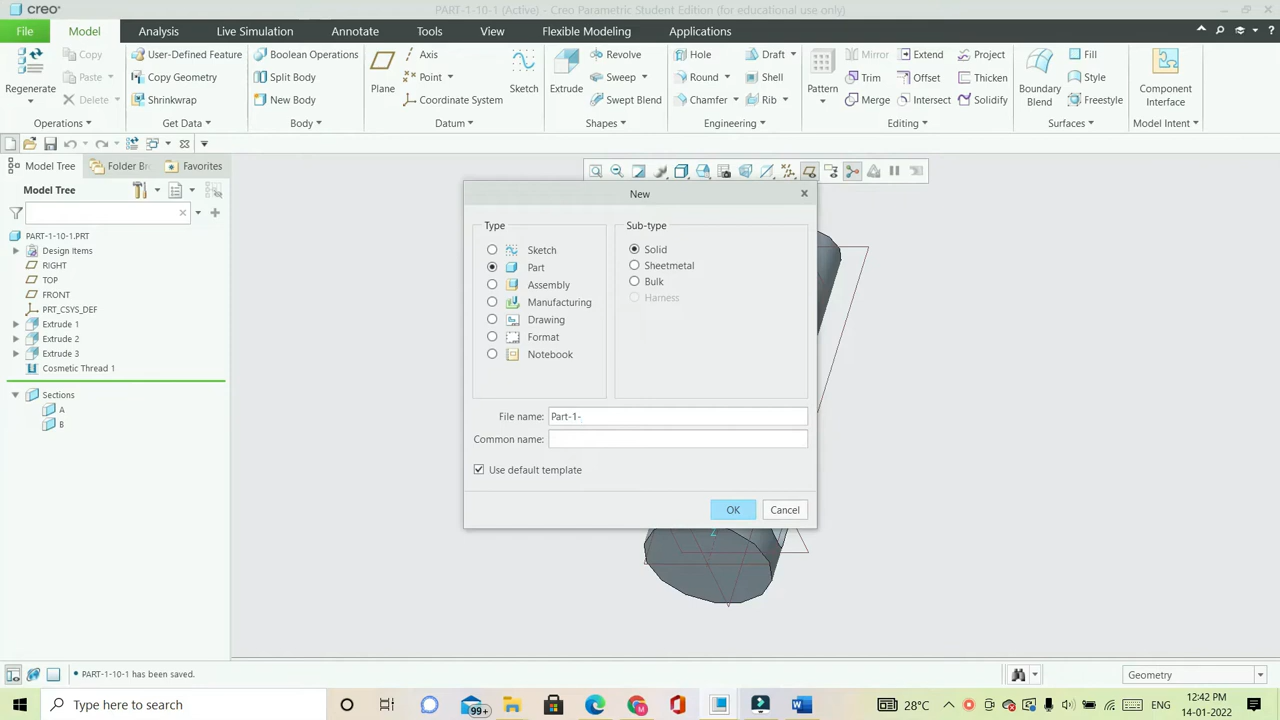 creo
PART-1-10-1 (Active) - Creo Parametric Student Edition (for educational use only)
File Model Analysis Live Simulation Annotate Tools View Flexible Modeling Applications
Regenerate
Copy
Paste
Delete
Operations
User-Defined Feature
Copy Geometry
Shrinkwrap
Get Data
Boolean Operations
Split Body
New Body
Body
Plane
Axis
Point
Coordinate System
Sketch
Datum
Extrude
Revolve
Sweep
Swept Blend
Shapes
Hole
Round
Chamfer
Draft
Shell
Rib
Engineering
Pattern
Mirror
Trim
Merge
Extend
Offset
Intersect
Project
Thicken
Solidify
Editing
Boundary
Blend
Fill
Style
Freestyle
Surfaces
Component
Interface
Model Intent
Model Tree Folder Br Favorites
Model Tree
PART-1-10-1.PRT
Design Items
RIGHT
TOP
FRONT
PRT_CSYS_DEF
Extrude 1
Extrude 2
Extrude 3
Cosmetic Thread 1
Sections
A
B
New
Type
Sketch
Part
Assembly
Manufacturing
Drawing
Format
Notebook
Sub-type
Solid
Sheetmetal
Bulk
Harness
File name: Part-1-
Common name:
Use default template
OK Cancel
Z
• PART-1-10-1 has been saved.
Geometry
Type here to search
99+
28°C
ENG
12:42 PM
14-01-2022